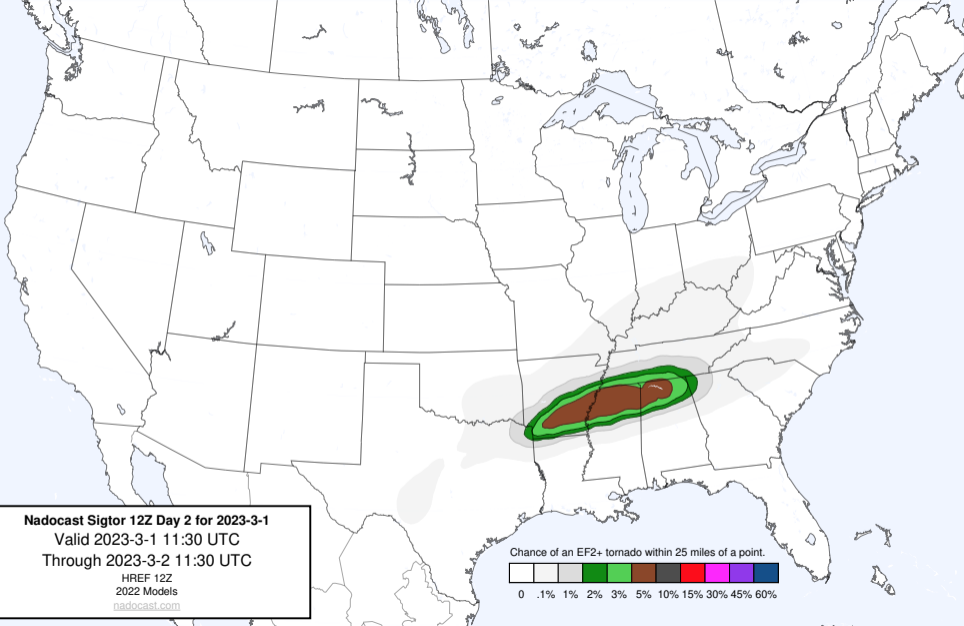 Nadocast Sigtor 12Z Day 2 for 2023-3-1
Valid 2023-3-1 11:30 UTC
Through 2023-3-2 11:30 UTC
HREF 12Z
2022 Models
nadocast.com
Chance of an EF2+ tornado within 25 miles of a point.
0 .1% 1% 2% 3% 5% 10% 15% 30% 45% 60%